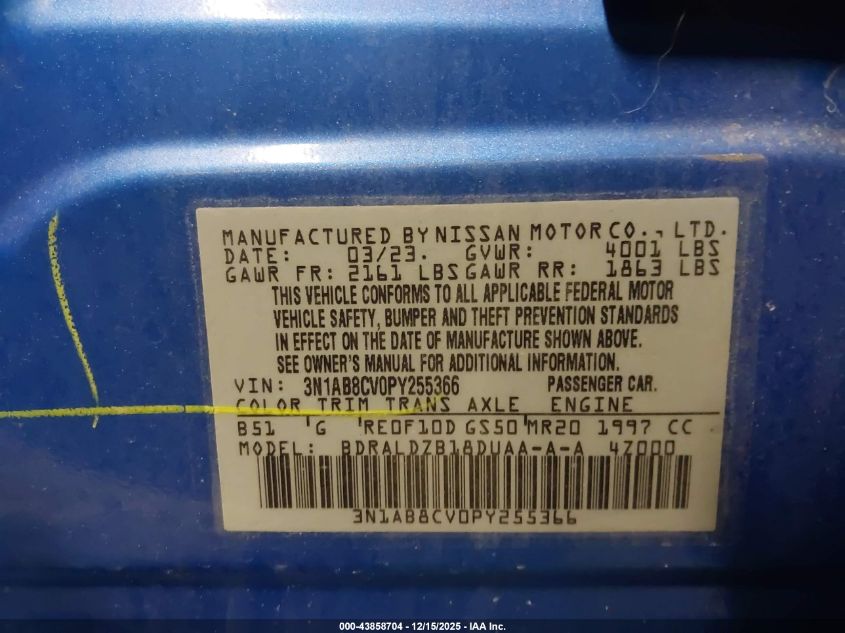 MANUFACTURED BY NISSAN MOTOR CO., LTD.
DATE: 03/23. GVWR: 4001 LBS
GAWR FR: 2161 LBS GAWR RR: 1863 LBS
THIS VEHICLE CONFORMS TO ALL APPLICABLE FEDERAL MOTOR
VEHICLE SAFETY, BUMPER AND THEFT PREVENTION STANDARDS
IN EFFECT ON THE DATE OF MANUFACTURE SHOWN ABOVE.
SEE OWNER'S MANUAL FOR ADDITIONAL INFORMATION.
VIN: 3N1AB8CV0PY255366 PASSENGER CAR.
COLOR TRIM TRANS AXLE ENGINE
B51 'G 'RE0F10D GS50'MR20 1997 CC
MODEL: BDRALDZB18DUAA-A-A 4Z000
3N1AB8CV0PY255366
000-43858704 - 12/15/2025 - IAA Inc.